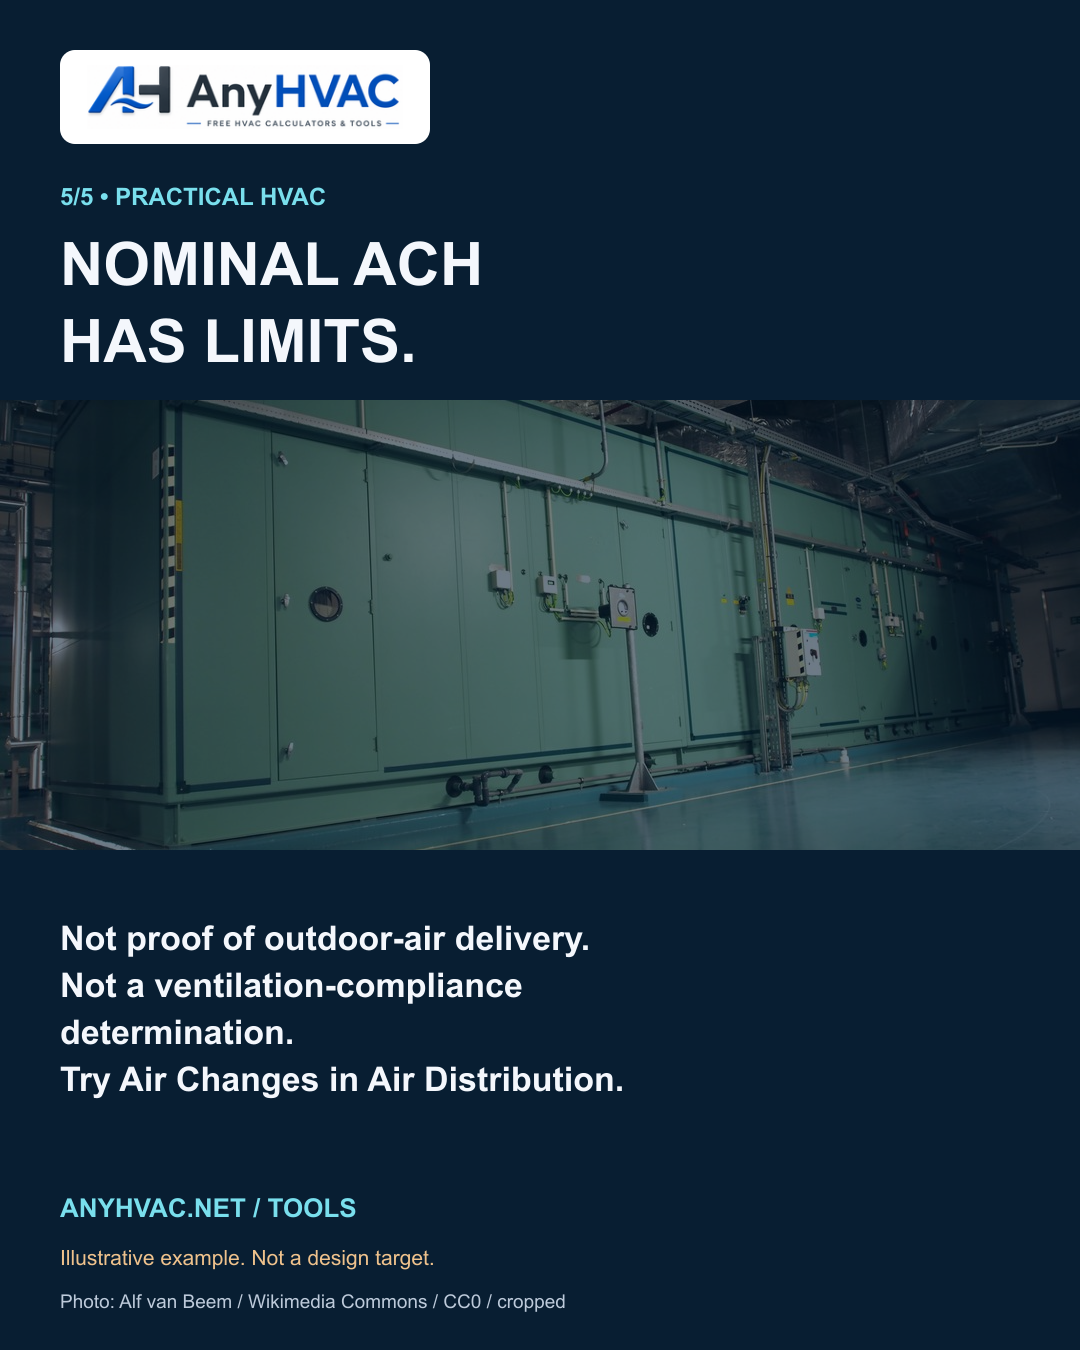 AH AnyHVAC
FREE HVAC CALCULATORS & TOOLS
5/5 • PRACTICAL HVAC
NOMINAL ACH
HAS LIMITS.
Not proof of outdoor-air delivery.
Not a ventilation-compliance
determination.
Try Air Changes in Air Distribution.
ANYHVAC.NET / TOOLS
Illustrative example. Not a design target.
Photo: Alf van Beem / Wikimedia Commons / CC0 / cropped